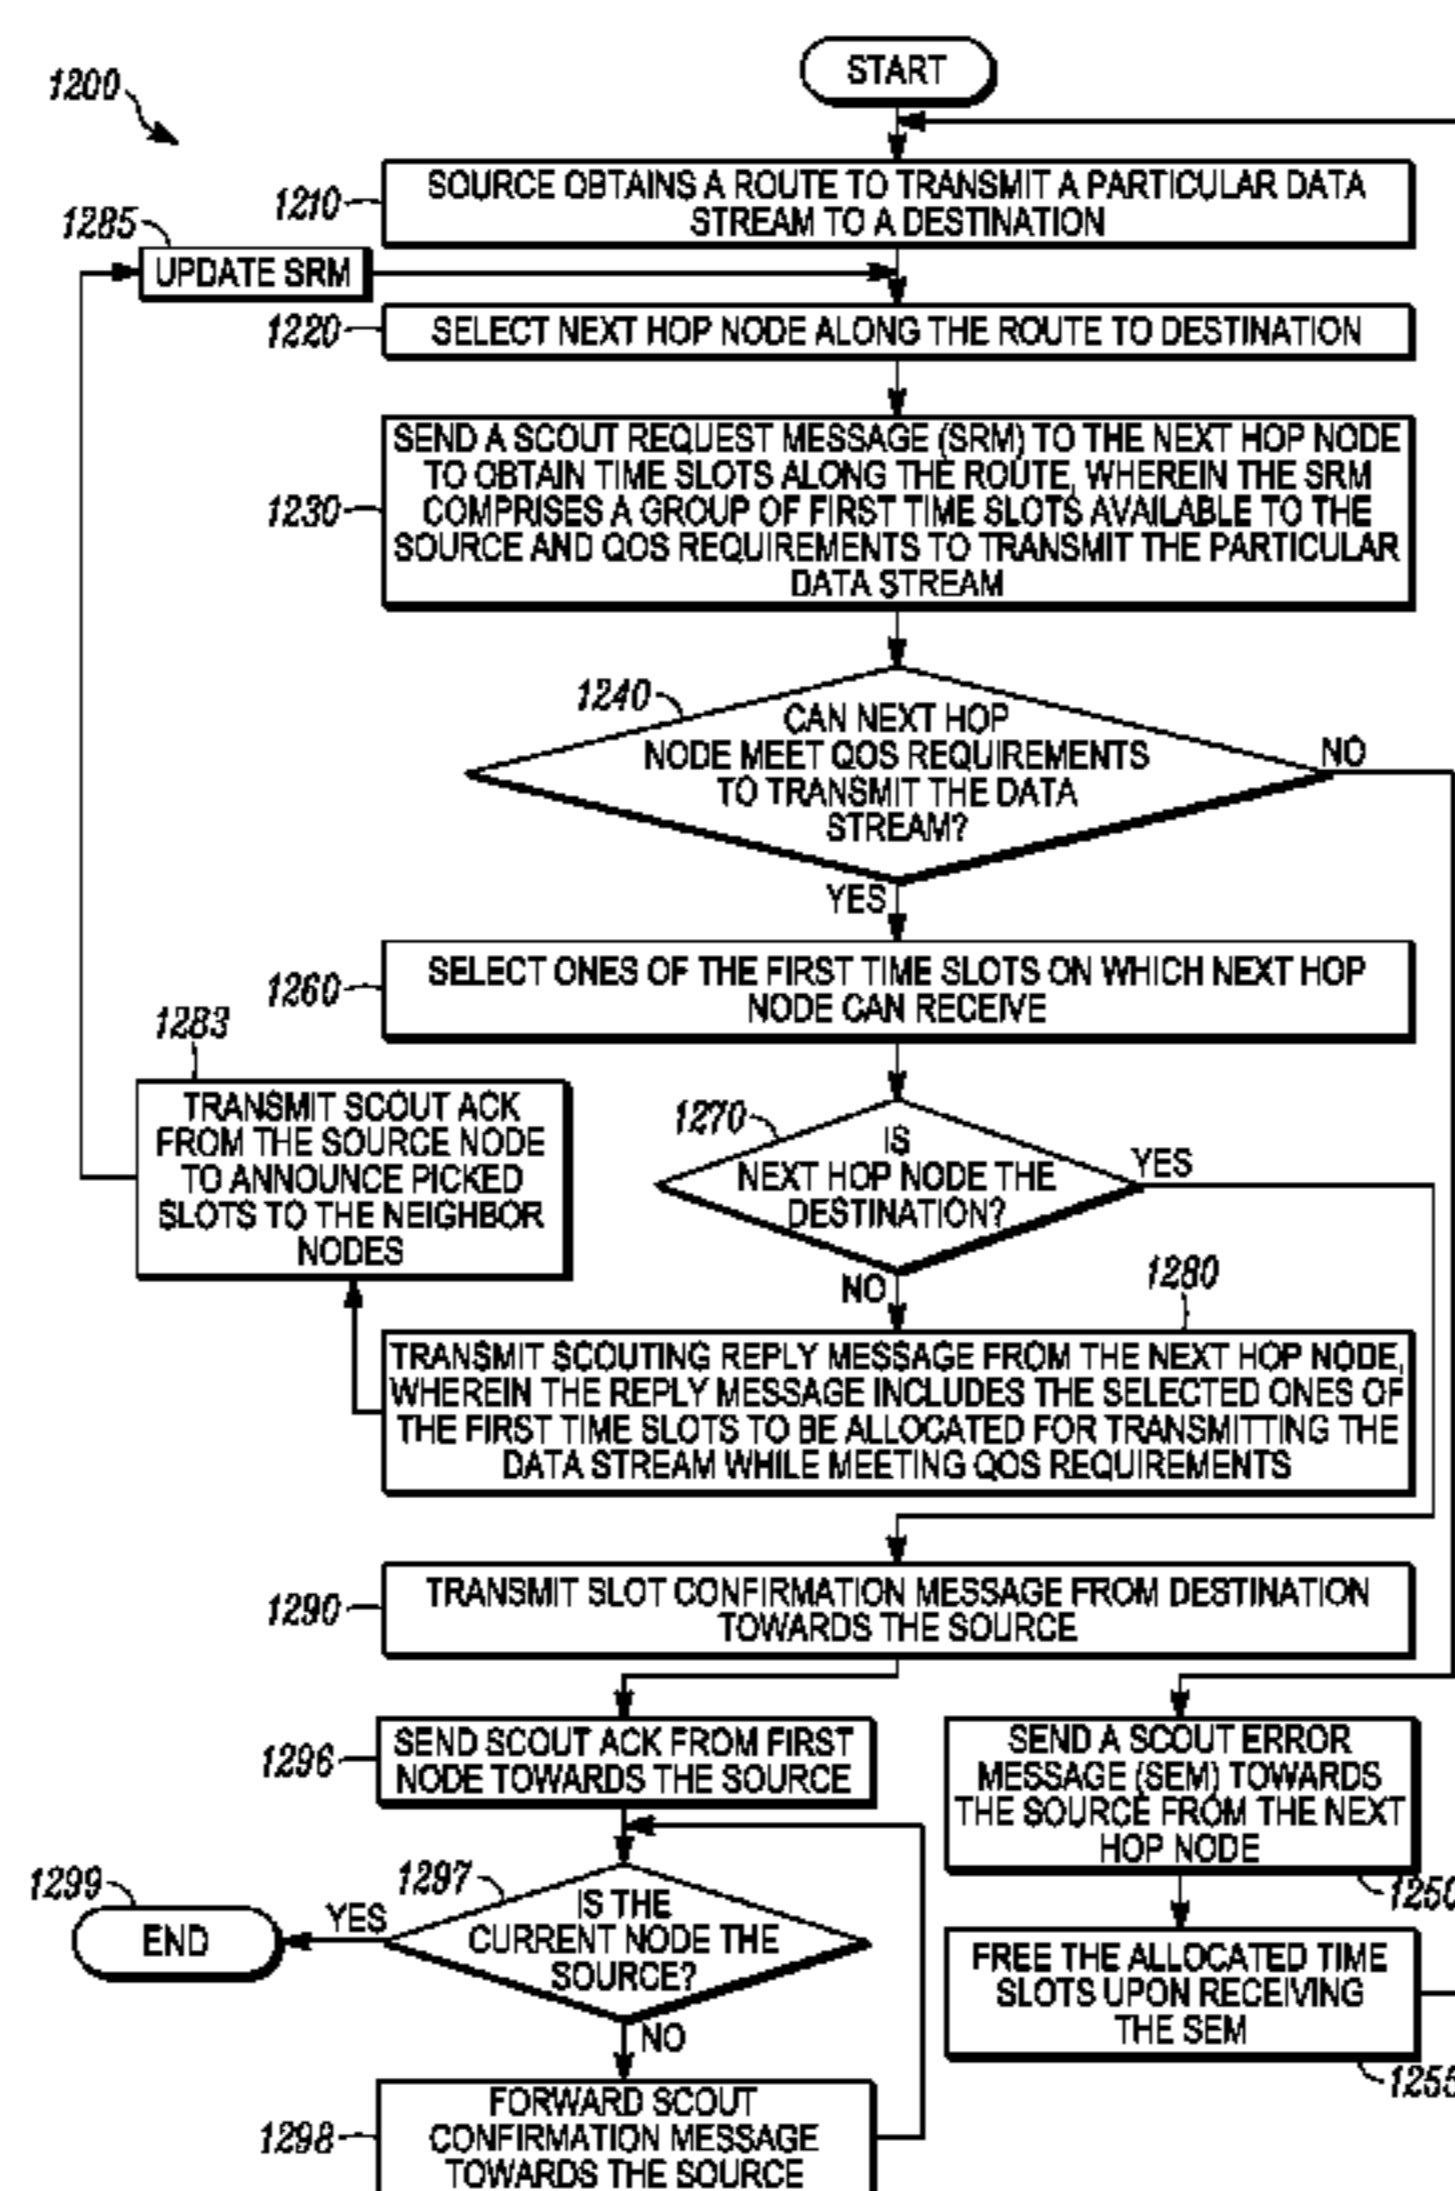 1200
START
1210
SOURCE OBTAINS A ROUTE TO TRANSMIT A PARTICULAR DATA
STREAM TO A DESTINATION
1285
UPDATE SRM
1220
SELECT NEXT HOP NODE ALONG THE ROUTE TO DESTINATION
1230
SEND A SCOUT REQUEST MESSAGE (SRM) TO THE NEXT HOP NODE
TO OBTAIN TIME SLOTS ALONG THE ROUTE, WHEREIN THE SRM
COMPRISES A GROUP OF FIRST TIME SLOTS AVAILABLE TO THE
SOURCE AND QOS REQUIREMENTS TO TRANSMIT THE PARTICULAR
DATA STREAM
1240
CAN NEXT HOP
NODE MEET QOS REQUIREMENTS
TO TRANSMIT THE DATA
STREAM?
NO
YES
1260
SELECT ONES OF THE FIRST TIME SLOTS ON WHICH NEXT HOP
NODE CAN RECEIVE
1283
TRANSMIT SCOUT ACK
FROM THE SOURCE NODE
TO ANNOUNCE PICKED
SLOTS TO THE NEIGHBOR
NODES
1270
IS
NEXT HOP NODE THE
DESTINATION?
YES
NO
1280
TRANSMIT SCOUTING REPLY MESSAGE FROM THE NEXT HOP NODE,
WHEREIN THE REPLY MESSAGE INCLUDES THE SELECTED ONES OF
THE FIRST TIME SLOTS TO BE ALLOCATED FOR TRANSMITTING THE
DATA STREAM WHILE MEETING QOS REQUIREMENTS
1290
TRANSMIT SLOT CONFIRMATION MESSAGE FROM DESTINATION
TOWARDS THE SOURCE
1296
SEND SCOUT ACK FROM FIRST
NODE TOWARDS THE SOURCE
SEND A SCOUT ERROR
MESSAGE (SEM) TOWARDS
THE SOURCE FROM THE NEXT
HOP NODE
1250
1299
END
YES
1297
IS THE
CURRENT NODE THE
SOURCE?
NO
FREE THE ALLOCATED TIME
SLOTS UPON RECEIVING
THE SEM
1255
1298
FORWARD SCOUT
CONFIRMATION MESSAGE
TOWARDS THE SOURCE